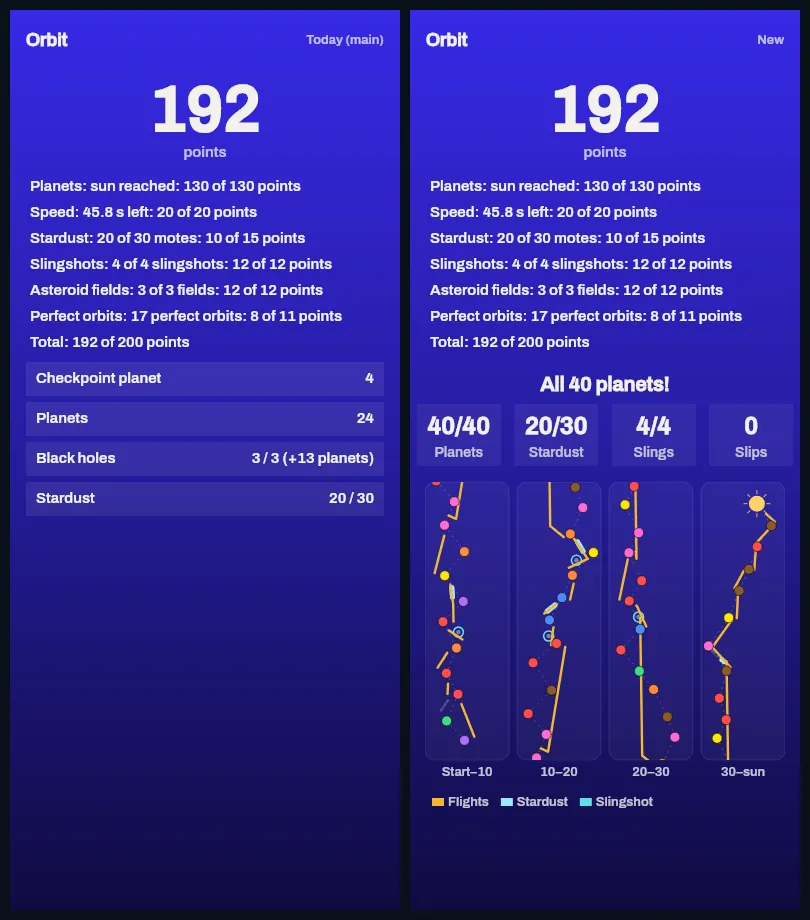 Orbit
Today (main)
192
points
Planets: sun reached: 130 of 130 points
Speed: 45.8 s left: 20 of 20 points
Stardust: 20 of 30 motes: 10 of 15 points
Slingshots: 4 of 4 slingshots: 12 of 12 points
Asteroid fields: 3 of 3 fields: 12 of 12 points
Perfect orbits: 17 perfect orbits: 8 of 11 points
Total: 192 of 200 points
Checkpoint planet 4
Planets 24
Black holes 3 / 3 (+13 planets)
Stardust 20 / 30
Orbit
New
192
points
Planets: sun reached: 130 of 130 points
Speed: 45.8 s left: 20 of 20 points
Stardust: 20 of 30 motes: 10 of 15 points
Slingshots: 4 of 4 slingshots: 12 of 12 points
Asteroid fields: 3 of 3 fields: 12 of 12 points
Perfect orbits: 17 perfect orbits: 8 of 11 points
Total: 192 of 200 points
All 40 planets!
40/40 20/30 4/4 0
Planets Stardust Slings Slips
Start–10 10–20 20–30 30–sun
Flights Stardust Slingshot